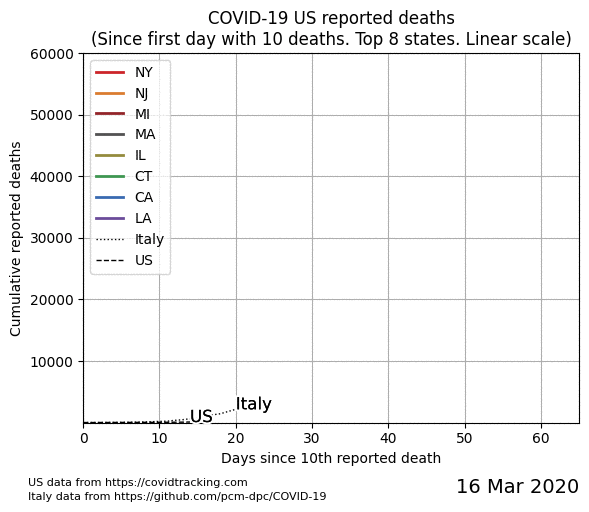 COVID-19 US reported deaths
(Since first day with 10 deaths. Top 8 states. Linear scale)
60000
50000
40000
30000
20000
10000
Cumulative reported deaths
NY
NJ
MI
MA
IL
CT
CA
LA
Italy
US
US
Italy
0 10 20 30 40 50 60
Days since 10th reported death
US data from https://covidtracking.com
Italy data from https://github.com/pcm-dpc/COVID-19
16 Mar 2020